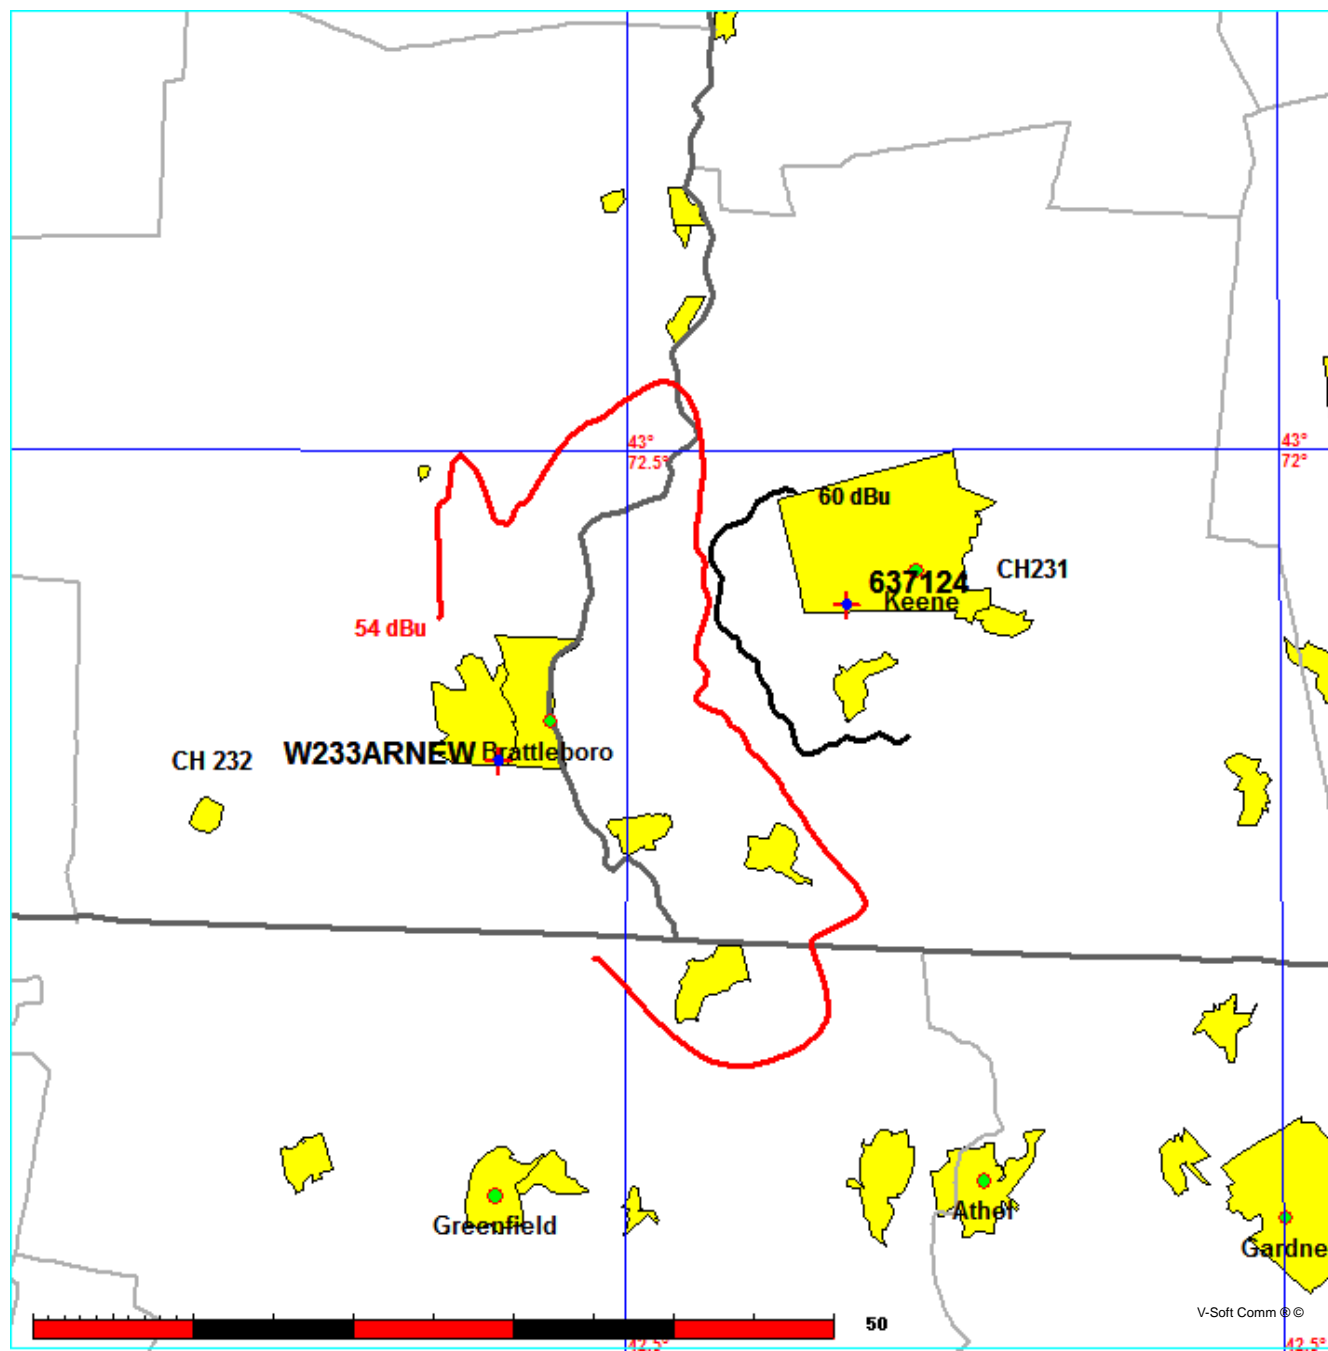 43°
72.5°
43°
72°
60 dBu
CH231
637124
Keene
54 dBu
W233ARNEW
Brattleboro
CH 232
Greenfield
Athol
Gardne
V-Soft Comm ® ©
50
42.5°
42.5°